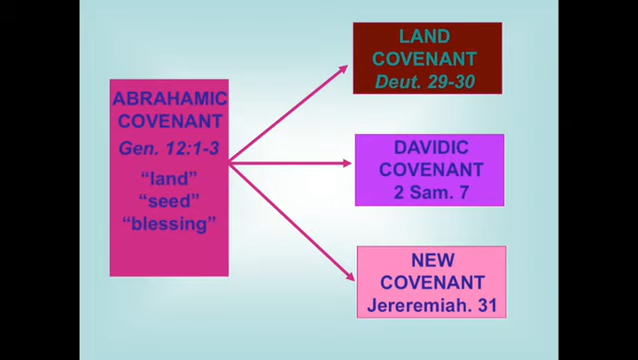 ABRAHAMIC
COVENANT
Gen. 12:1-3
“land”
“seed”
“blessing”
LAND
COVENANT
Deut. 29-30
DAVIDIC
COVENANT
2 Sam. 7
NEW
COVENANT
Jereremiah. 31